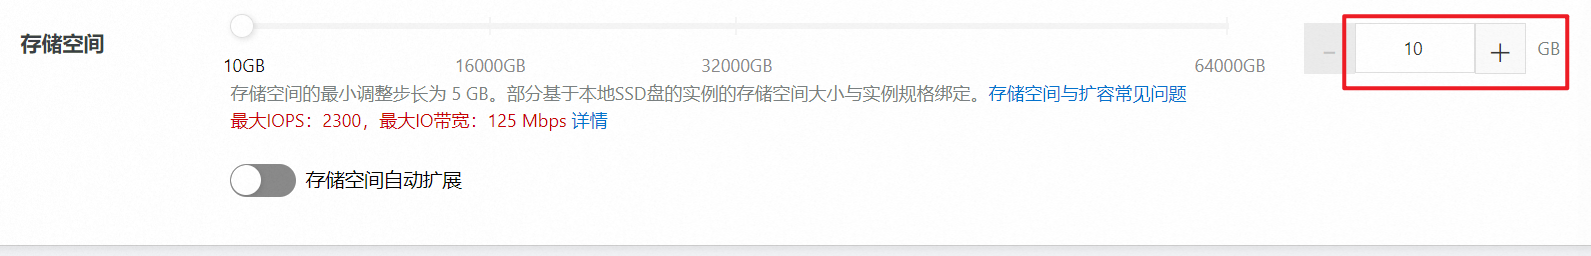 存储空间
10GB 16000GB 32000GB 64000GB
10 GB
存储空间的最小调整步长为 5 GB。部分基于本地SSD盘的实例的存储空间大小与实例规格绑定。存储空间与扩容常见问题
最大IOPS：2300，最大IO带宽：125 Mbps 详情
存储空间自动扩展